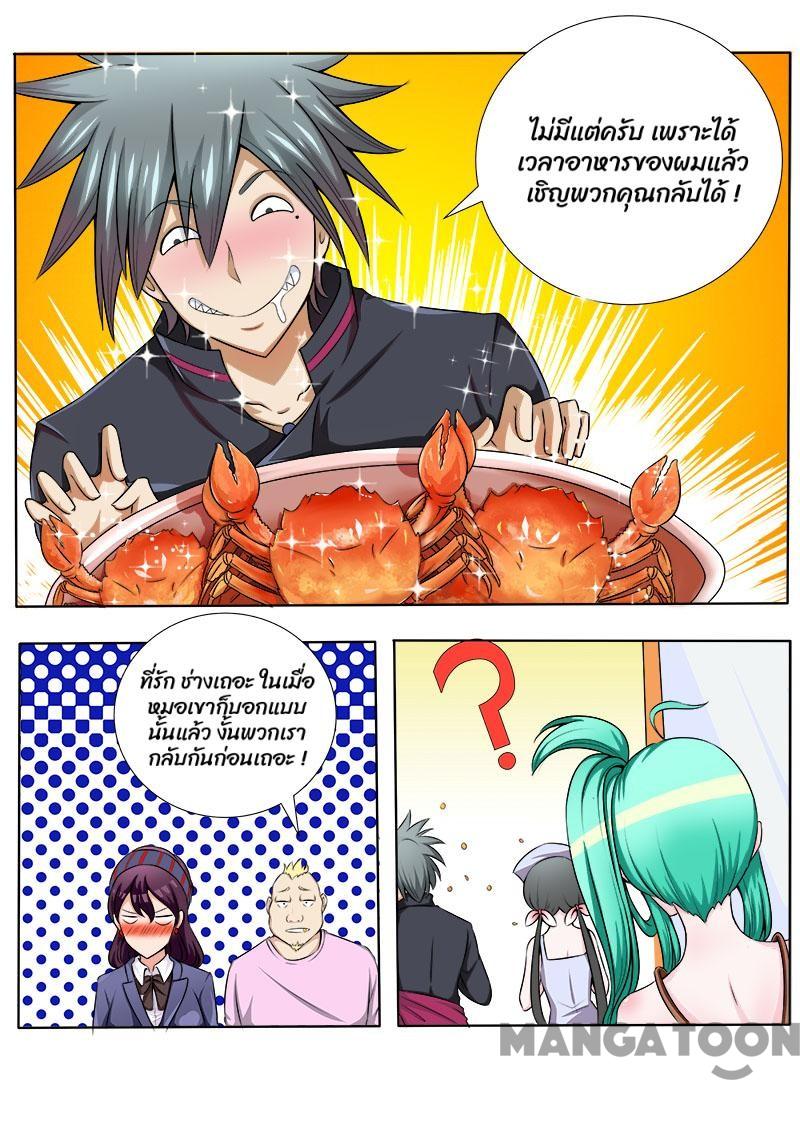 ไม่มีแต่ครับ เพราะได้
เวลาอาหารของผมแล้ว
เชิญพวกคุณกลับได้ !
ที่รัก ช่างเถอะ ในเมื่อ
หมอเขาก็บอกแบบ
นั้นแล้ว งั้นพวกเรา
กลับกันก่อนเถอะ !
?
MANGATOON